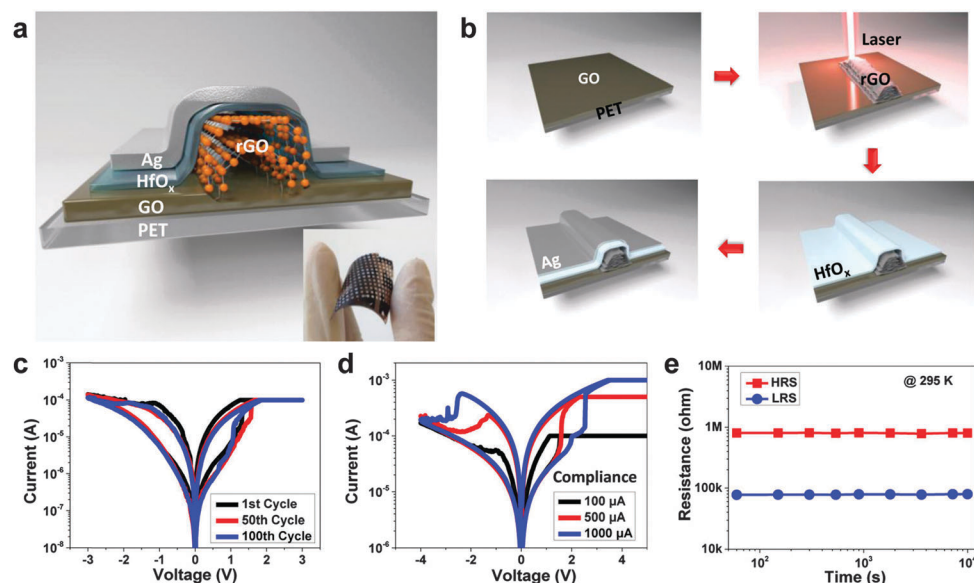 a
rGO
Ag
HfOx
GO
PET
b
GO
PET
Laser
rGO
Ag
HfOx
c
Current (A)
10-3
10-4
10-5
10-6
10-7
10-8
-3 -2 -1 0 1 2 3
Voltage (V)
1st Cycle
50th Cycle
100th Cycle
d
Current (A)
10-3
10-4
10-5
10-6
-4 -2 0 2 4
Voltage (V)
Compliance
100 μA
500 μA
1000 μA
e
Resistance (ohm)
10M
1M
100k
10k
HRS
LRS
@ 295 K
102 103 104
Time (s)